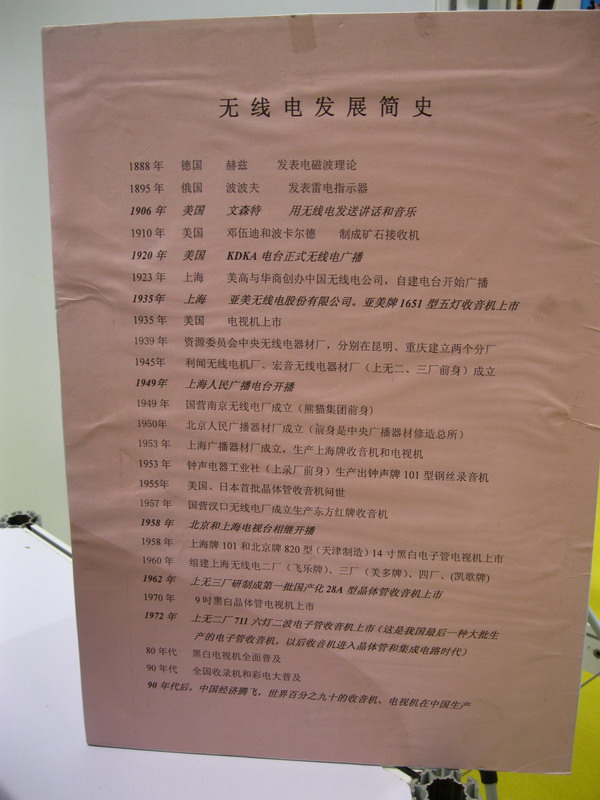 无线电发展简史
1888 年 德国 赫兹 发表电磁波理论
1895 年 俄国 波波夫 发表雷电指示器
1906 年 美国 文森特 用无线电发送讲话和音乐
1910 年 美国 邓伍迪和波卡尔德 制成矿石接收机
1920 年 美国 KDKA 电台正式无线电广播
1923 年 上海 美高与华商创办中国无线电公司，自建电台开始广播
1935年 上海 亚美无线电股份有限公司。亚美牌 1651 型五灯收音机上市
1935 年 美国 电视机上市
1939 年 资源委员会中央无线电器材厂，分别在昆明、重庆建立两个分厂
1945年 利闻无线电机厂、宏音无线电器材厂（上无二、三厂前身）成立
1949年 上海人民广播电台开播
1949 年 国营南京无线电厂成立（熊猫集团前身）
1950年 北京人民广播器材厂成立（前身是中央广播器材修造总所）
1953 年 上海广播器材厂成立，生产上海牌收音机和电视机
1953 年 钟声电器工业社（上录厂前身）生产出钟声牌 101 型钢丝录音机
1955年 美国、日本首批晶体管收音机问世
1957 年 国营汉口无线电厂成立生产东方红牌收音机
1958 年 北京和上海电视台相继开播
1958 年 上海牌 101 和北京牌 820 型（天津制造）14 寸黑白电子管电视机上市
1960 年 组建上海无线电二厂（飞乐牌）、三厂（美多牌）、四厂、(凯歌牌)
1962 年 上无三厂研制成第一批国产化 28A 型晶体管收音机上市
1970 年 9 吋黑白晶体管电视机上市
1972 年 上无二厂 711 六灯二波电子管收音机上市（这是我国最后一种大批生
产的电子管收音机，以后收音机进入晶体管和集成电路时代）
80 年代 黑白电视机全面普及
90 年代 全国收录机和彩电大普及
90 年代后，中国经济腾飞，世界百分之九十的收音机、电视机在中国生产